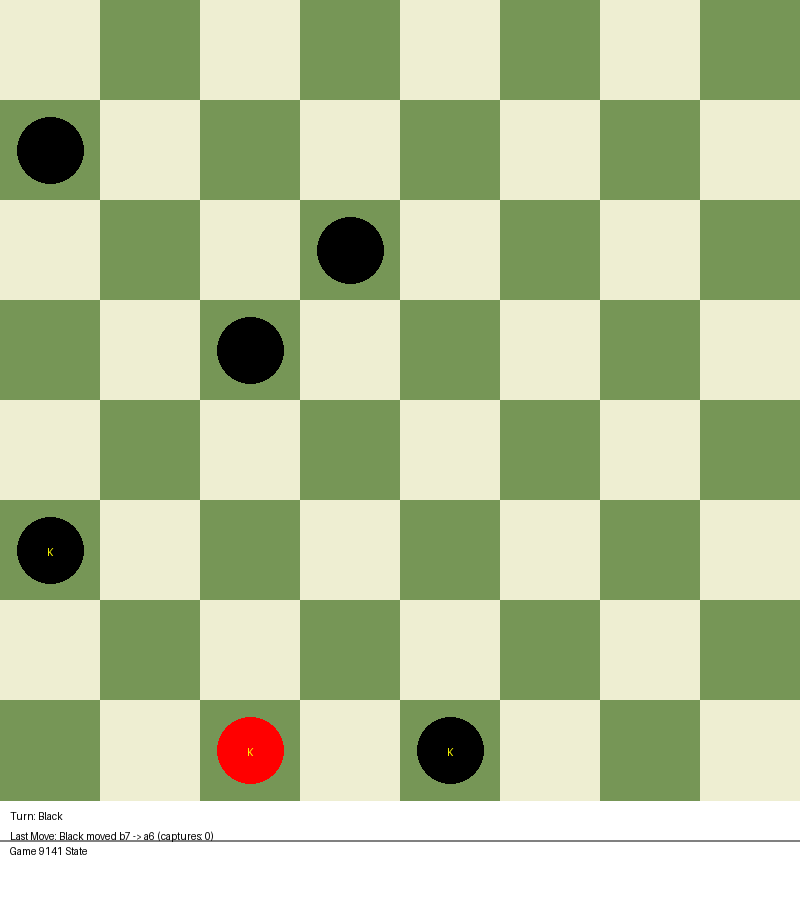 K
K
K
Turn: Black
Last Move: Black moved b7 -> a6 (captures: 0)
Game 9141 State